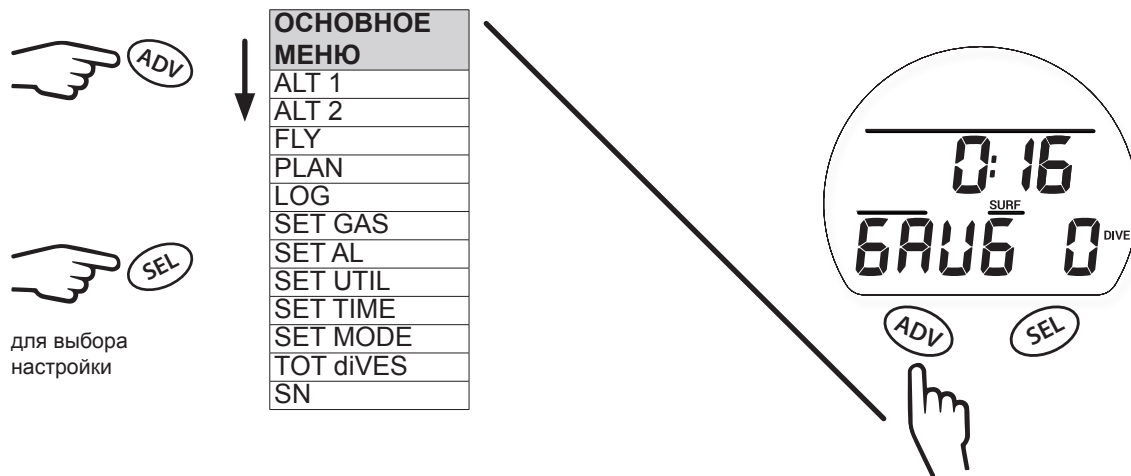 ADV
SEL
для выбора
настройки
ОСНОВНОЕ
МЕНЮ
ALT 1
ALT 2
FLY
PLAN
LOG
SET GAS
SET AL
SET UTIL
SET TIME
SET MODE
TOT diVES
SN
0:16
SURF
GAUG 0 DIVE
ADV SEL